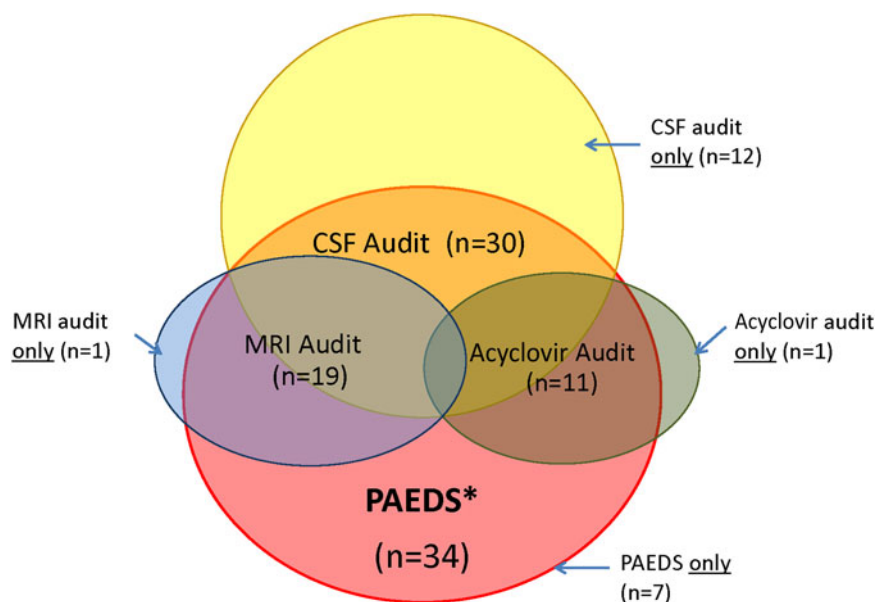 CSF audit
only (n=12)
CSF Audit (n=30)
MRI audit
only (n=1)
MRI Audit
(n=19)
Acyclovir Audit
(n=11)
Acyclovir audit
only (n=1)
PAEDS*
(n=34)
PAEDS only
(n=7)